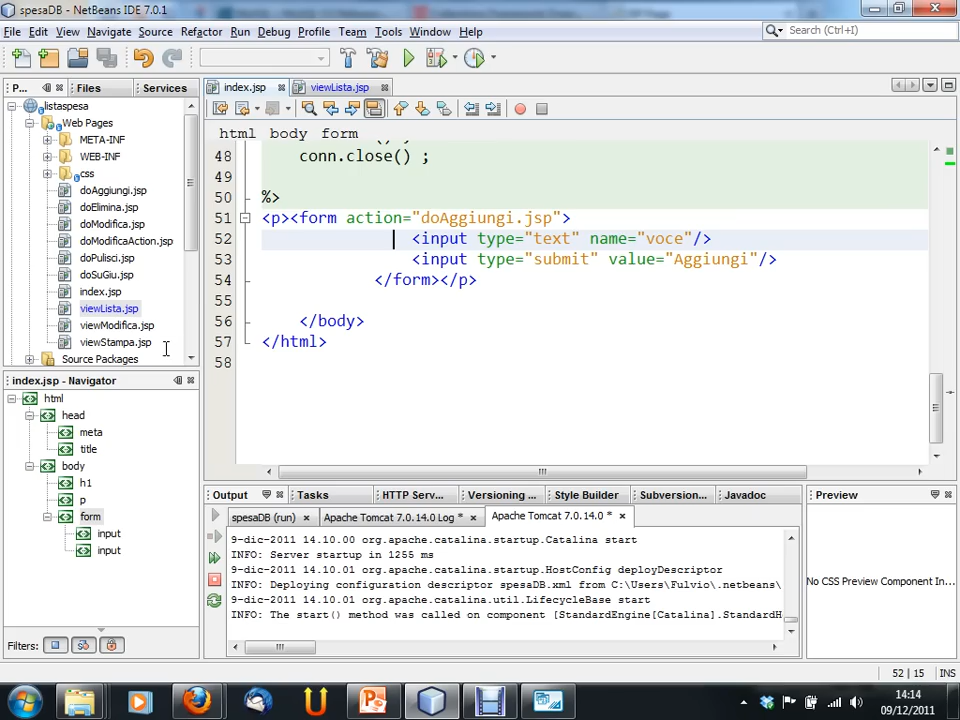 spesaDB - NetBeans IDE 7.0.1
File Edit View Navigate Source Refactor Run Debug Profile Team Tools Window Help
Search (Ctrl+I)
P... Files Services
index.jsp viewLista.jsp
listaspesa
Web Pages
META-INF
WEB-INF
css
doAggiungi.jsp
doElimina.jsp
doModifica.jsp
doModificaAction.jsp
doPulisci.jsp
doSuGiu.jsp
index.jsp
viewLista.jsp
viewModifica.jsp
viewStampa.jsp
Source Packages
html body form
48 conn.close() ;
49
50 %>
51 <p><form action="doAggiungi.jsp">
52 <input type="text" name="voce"/>
53 <input type="submit" value="Aggiungi"/>
54 </form></p>
55
56 </body>
57 </html>
58
index.jsp - Navigator
html
head
meta
title
body
h1
p
form
input
input
Filters:
Output Tasks HTTP Serv... Versioning ... Style Builder Subversion... Javadoc
spesaDB (run) Apache Tomcat 7.0.14.0 Log * Apache Tomcat 7.0.14.0 *
9-dic-2011 14.10.00 org.apache.catalina.startup.Catalina start
INFO: Server startup in 1255 ms
9-dic-2011 14.10.01 org.apache.catalina.startup.HostConfig deployDescriptor
INFO: Deploying configuration descriptor spesaDB.xml from C:\Users\Fulvio\.netbeans\
9-dic-2011 14.10.01 org.apache.catalina.util.LifecycleBase start
INFO: The start() method was called on component [StandardEngine[Catalina].StandardH
Preview
No CSS Preview Component In...
52 | 15 INS
14:14
09/12/2011